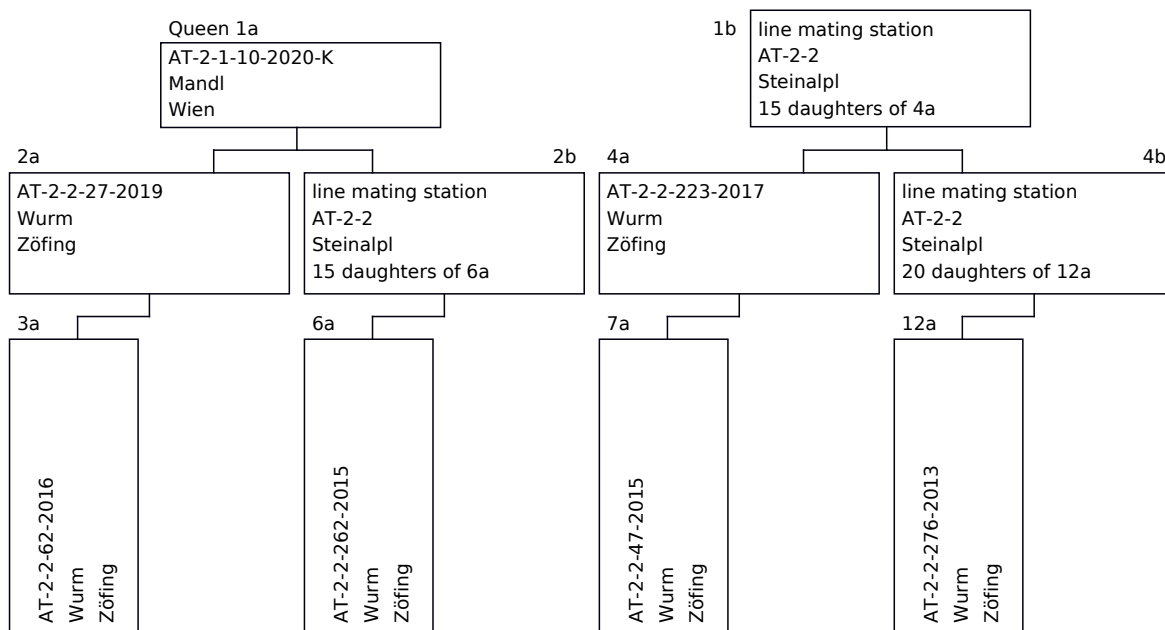 Queen 1a
AT-2-1-10-2020-K
Mandl
Wien
1b
line mating station
AT-2-2
Steinalpl
15 daughters of 4a
2a
AT-2-2-27-2019
Wurm
Zöfing
2b
line mating station
AT-2-2
Steinalpl
15 daughters of 6a
4a
AT-2-2-223-2017
Wurm
Zöfing
4b
line mating station
AT-2-2
Steinalpl
20 daughters of 12a
3a
AT-2-2-62-2016
Wurm
Zöfing
6a
AT-2-2-262-2015
Wurm
Zöfing
7a
AT-2-2-47-2015
Wurm
Zöfing
12a
AT-2-2-276-2013
Wurm
Zöfing